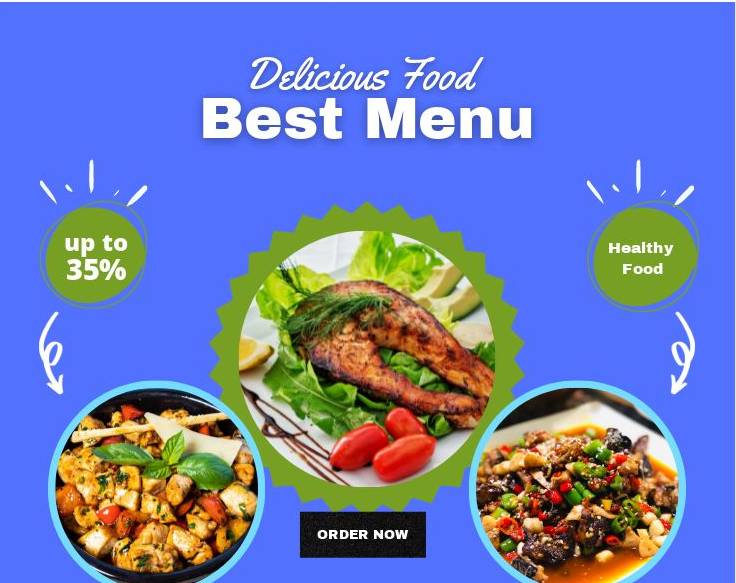 Delicious Food
Best Menu
up to
35%
Healthy
Food
ORDER NOW